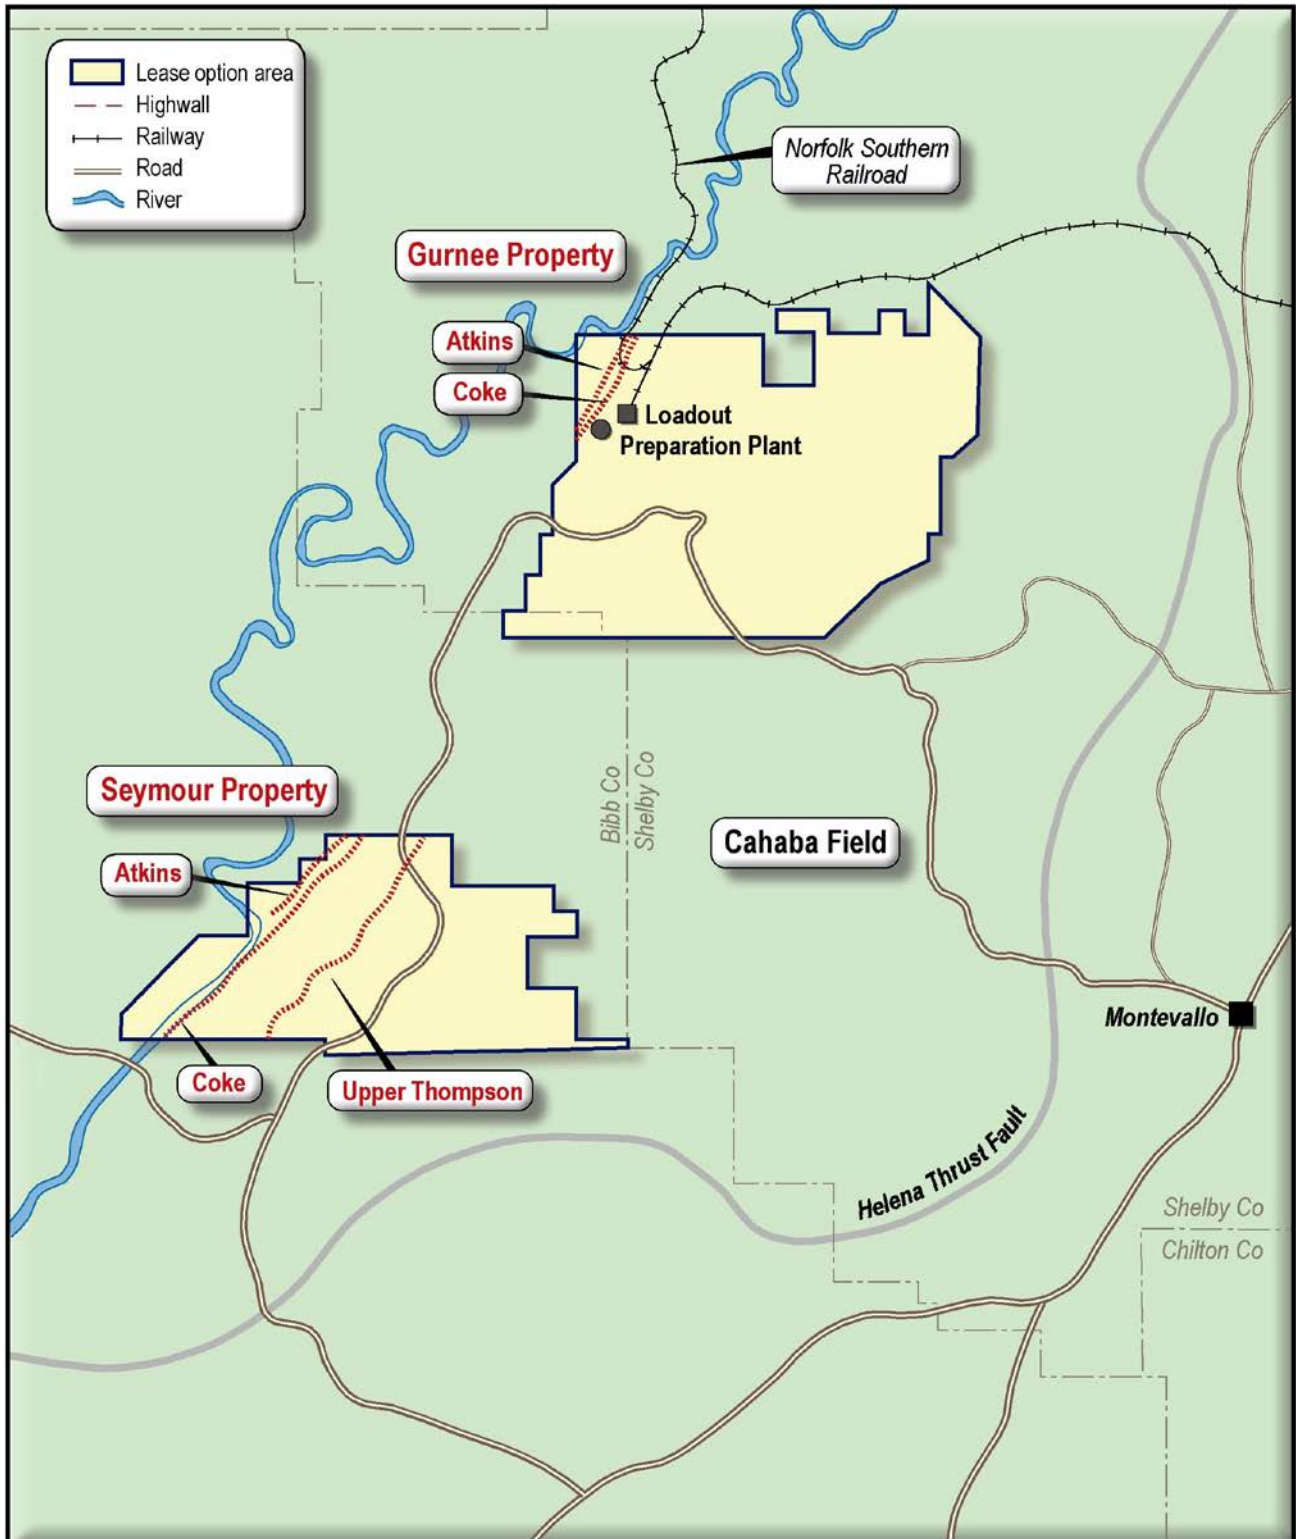 Lease option area
Highwall
Railway
Road
River
Norfolk Southern
Railroad
Gurnee Property
Atkins
Coke
Loadout
Preparation Plant
Seymour Property
Bibb Co
Shelby Co
Cahaba Field
Atkins
Montevallo
Coke
Upper Thompson
Helena Thrust Fault
Shelby Co
Chilton Co